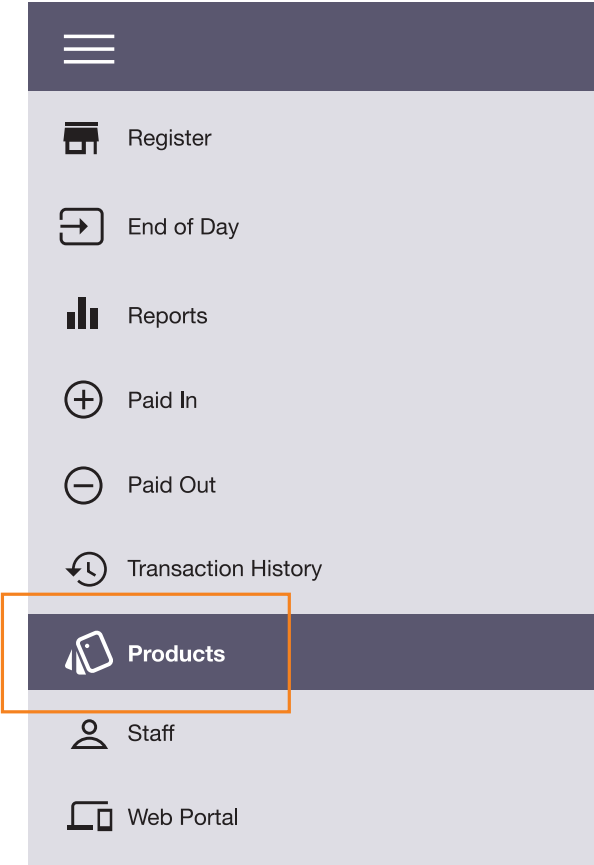 Register
End of Day
Reports
Paid In
Paid Out
Transaction History
Products
Staff
Web Portal